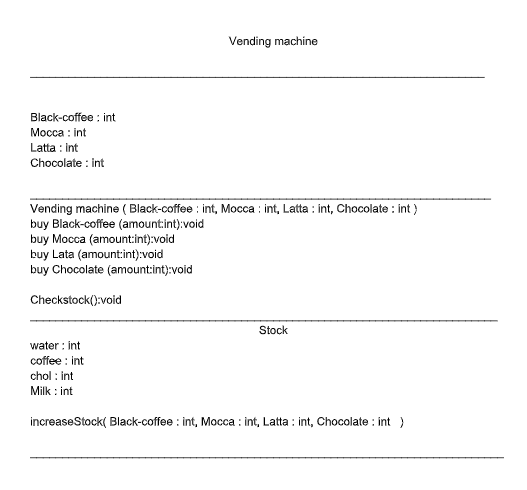 Vending machine
Black-coffee : int
Mocca : int
Latta : int
Chocolate : int
Vending machine ( Black-coffee : int, Mocca : int, Latta : int, Chocolate : int )
buy Black-coffee (amount:int):void
buy Mocca (amount:int):void
buy Lata (amount:int):void
buy Chocolate (amount:int):void
Checkstock():void
Stock
water : int
coffee : int
chol : int
Milk : int
increaseStock( Black-coffee : int, Mocca : int, Latta : int, Chocolate : int )